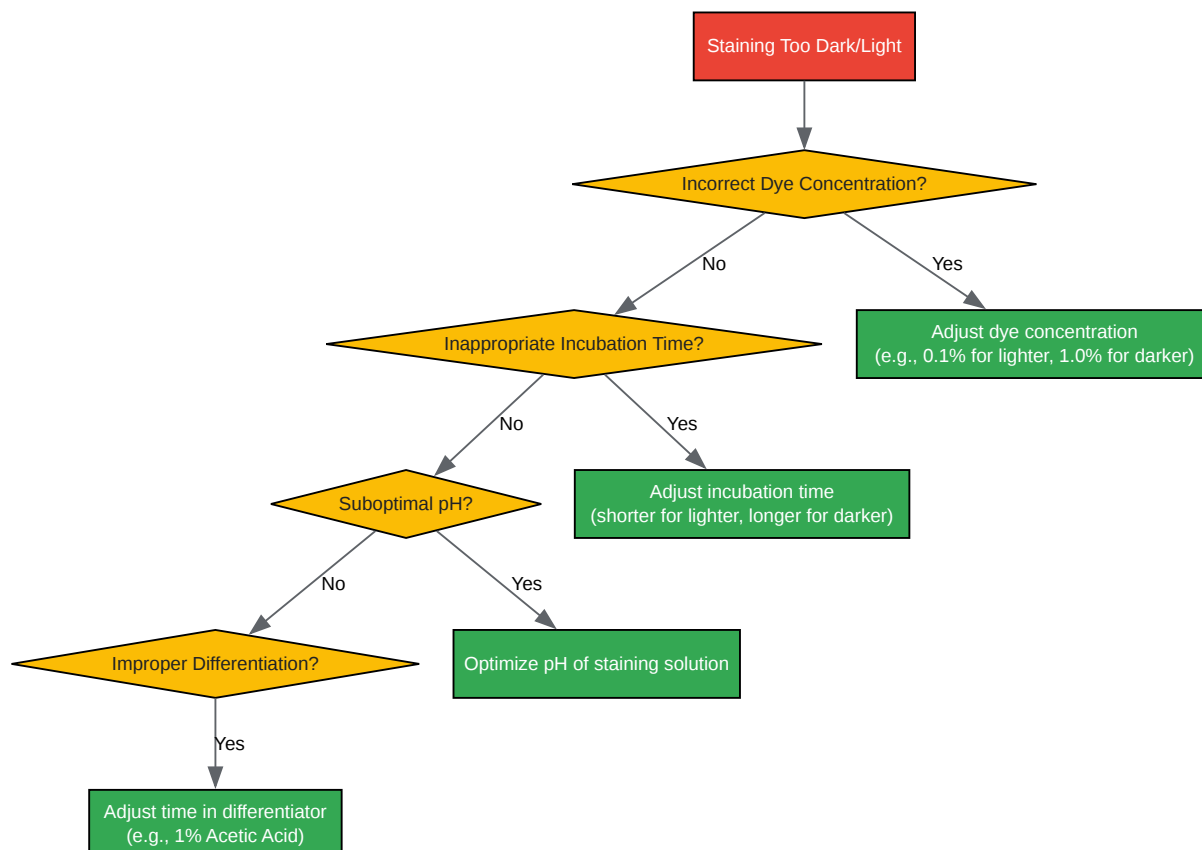 Staining Too Dark/Light
Incorrect Dye Concentration?
No
Yes
Adjust dye concentration
(e.g., 0.1% for lighter, 1.0% for darker)
Inappropriate Incubation Time?
No
Yes
Adjust incubation time
(shorter for lighter, longer for darker)
Suboptimal pH?
No
Yes
Optimize pH of staining solution
Improper Differentiation?
Yes
Adjust time in differentiator
(e.g., 1% Acetic Acid)